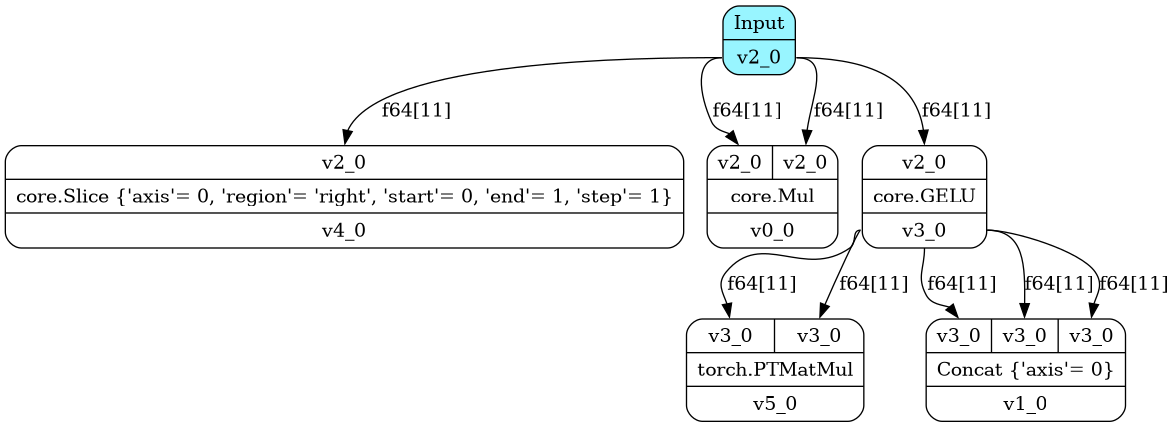 Input
v2_0
f64[11]
f64[11]
f64[11]
f64[11]
v2_0
core.Slice {'axis'= 0, 'region'= 'right', 'start'= 0, 'end'= 1, 'step'= 1}
v4_0
v2_0
v2_0
core.Mul
v0_0
v2_0
core.GELU
v3_0
f64[11]
f64[11]
f64[11]
f64[11]
f64[11]
v3_0
v3_0
torch.PTMatMul
v5_0
v3_0
v3_0
v3_0
Concat {'axis'= 0}
v1_0